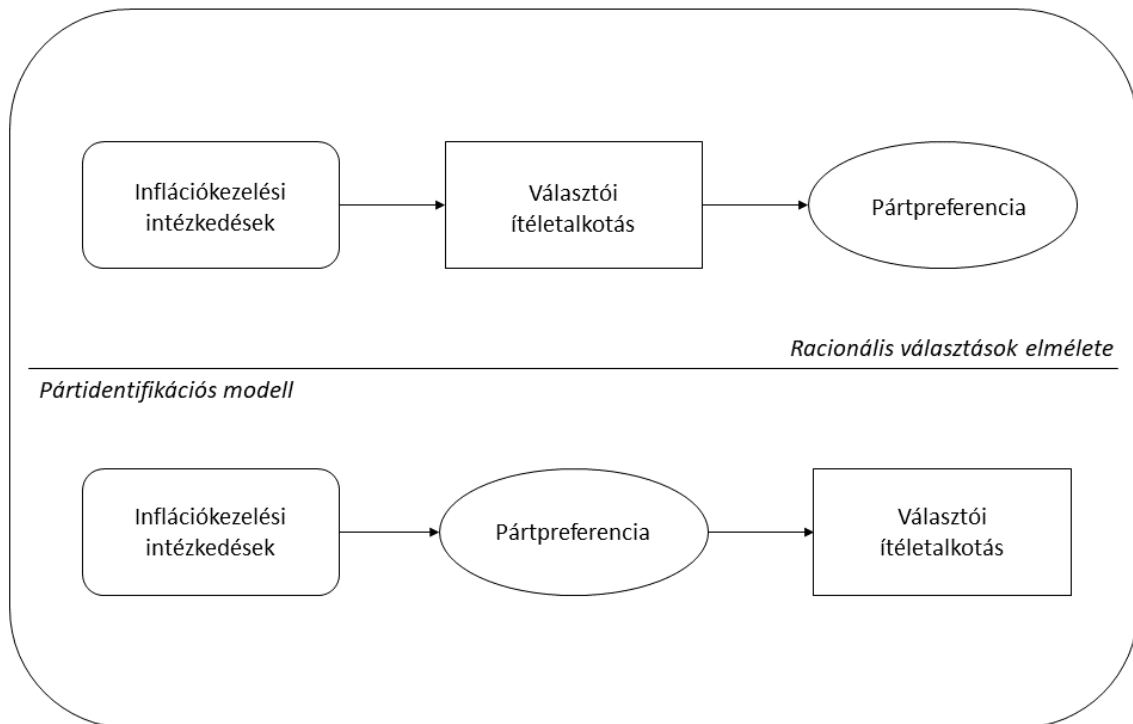 Inflációkezelési
intézkedések
Választói
ítéletalkotás
Pártpreferencia
Racionális választások elmélete
Pártidentifikációs modell
Inflációkezelési
intézkedések
Pártpreferencia
Választói
ítéletalkotás